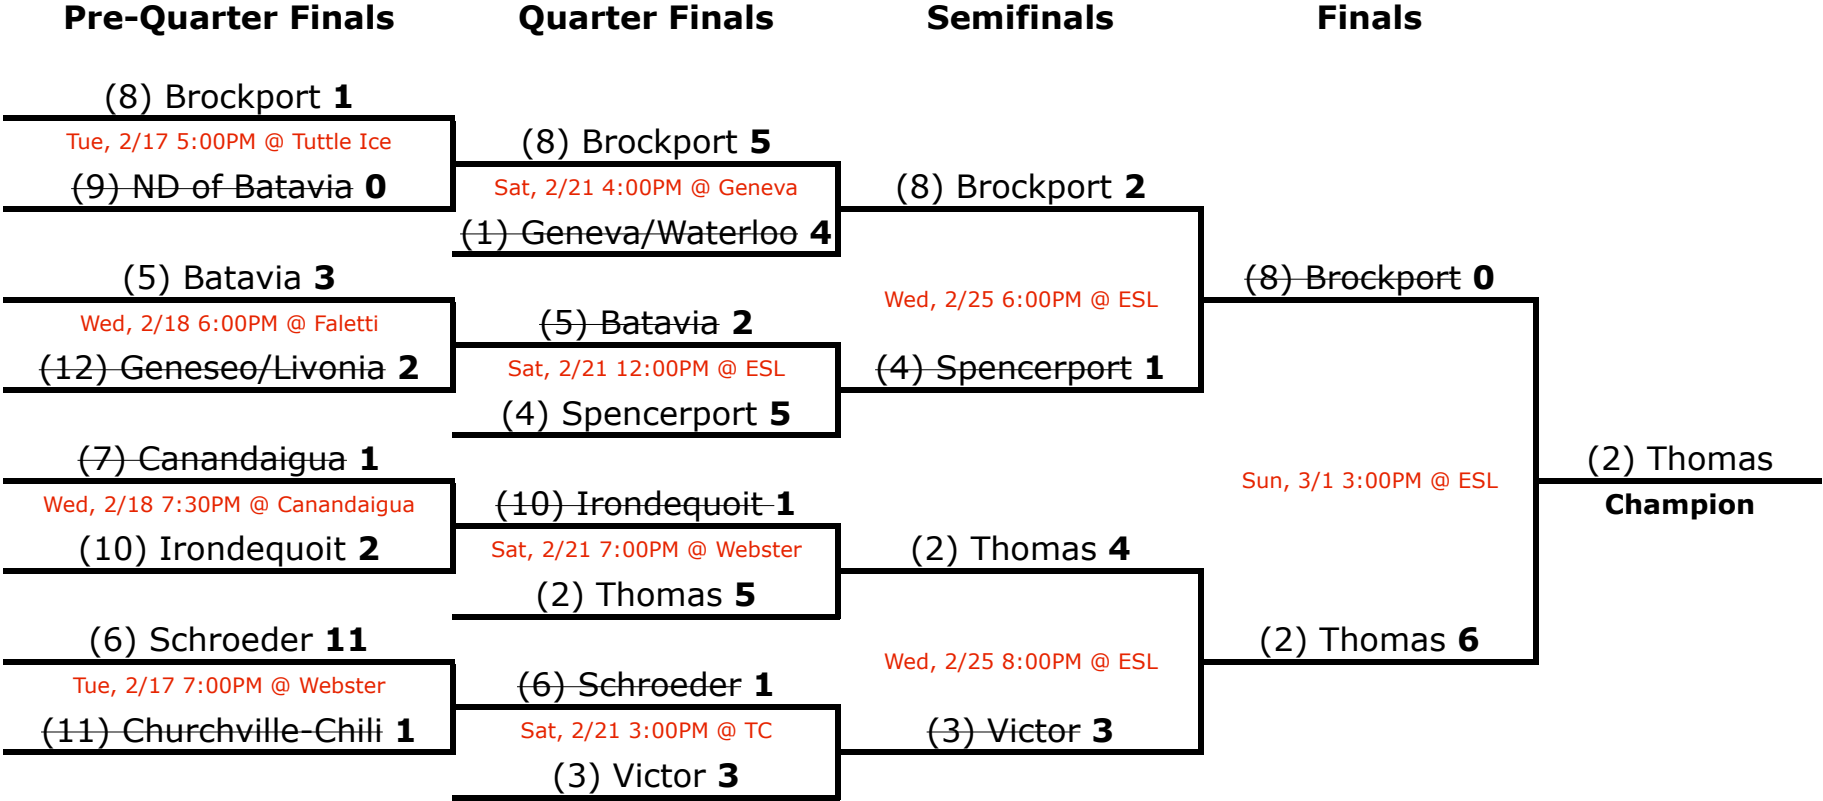 Pre-Quarter Finals
Quarter Finals
Semifinals
Finals
(8) Brockport 1
Tue, 2/17 5:00PM @ Tuttle Ice
(9) ND of Batavia 0
(5) Batavia 3
Wed, 2/18 6:00PM @ Faletti
(12) Geneseo/Livonia 2
(7) Canandaigua 1
Wed, 2/18 7:30PM @ Canandaigua
(10) Irondequoit 2
(6) Schroeder 11
Tue, 2/17 7:00PM @ Webster
(11) Churchville-Chili 1
(8) Brockport 5
Sat, 2/21 4:00PM @ Geneva
(1) Geneva/Waterloo 4
(5) Batavia 2
Sat, 2/21 12:00PM @ ESL
(4) Spencerport 5
(10) Irondequoit 1
Sat, 2/21 7:00PM @ Webster
(2) Thomas 5
(6) Schroeder 1
Sat, 2/21 3:00PM @ TC
(3) Victor 3
(8) Brockport 2
Wed, 2/25 6:00PM @ ESL
(4) Spencerport 1
(2) Thomas 4
Wed, 2/25 8:00PM @ ESL
(3) Victor 3
(8) Brockport 0
Sun, 3/1 3:00PM @ ESL
(2) Thomas 6
(2) Thomas
Champion